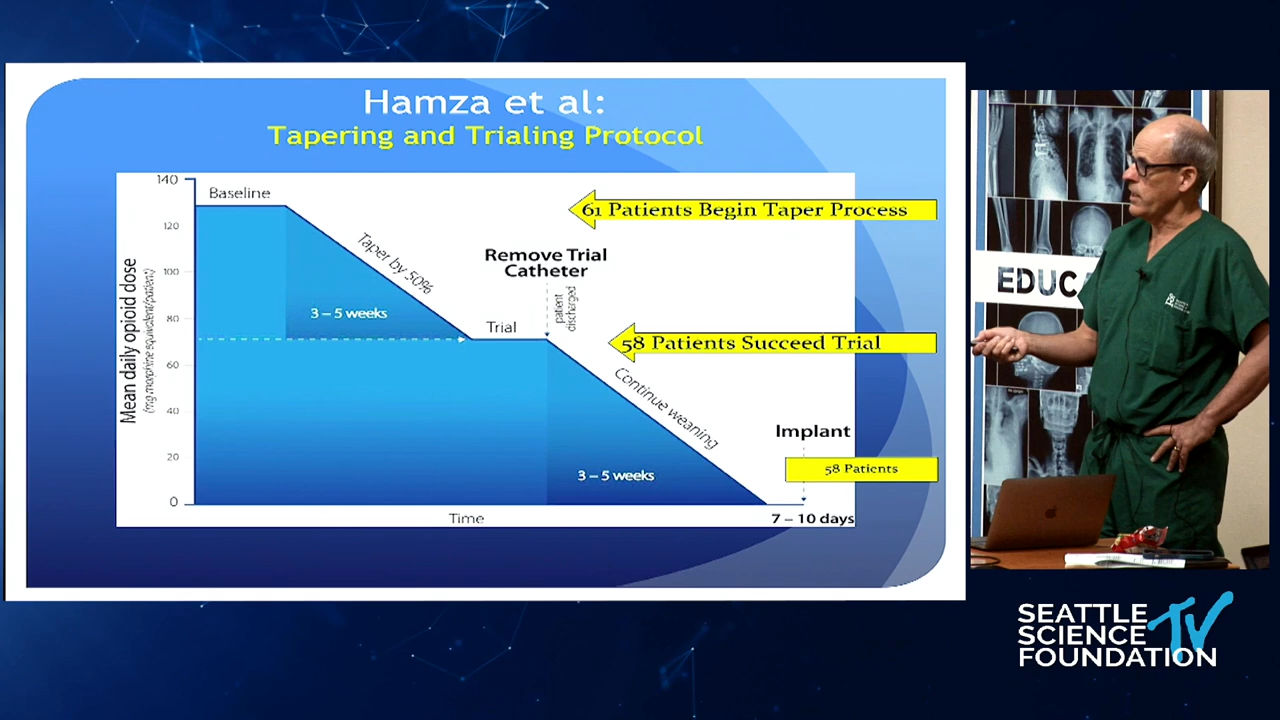 Hamza et al:
Tapering and Trialing Protocol
140
120
100
80
60
40
20
0
Mean daily opioid dose
(mg morphine equivalent/patient)
Baseline
Taper by 50%
3 – 5 weeks
Trial
Remove Trial
Catheter
patient
discharged
61 Patients Begin Taper Process
58 Patients Succeed Trial
Continue weaning
3 – 5 weeks
Implant
58 Patients
Time
7 – 10 days
EDUCA
SEATTLE
SCIENCE
FOUNDATION
TV